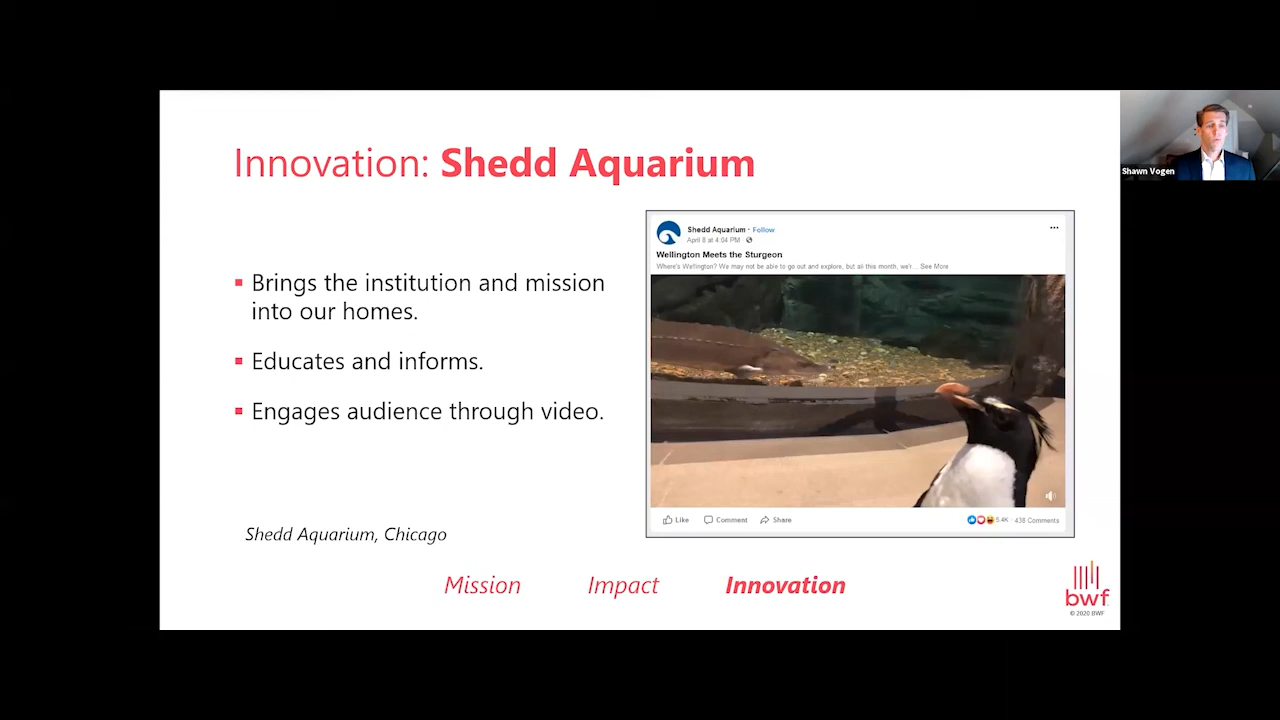 Innovation: Shedd Aquarium
Shawn Vogen
Brings the institution and mission
into our homes.
Educates and informs.
Engages audience through video.
Shedd Aquarium, Chicago
Shedd Aquarium · Follow
April 8 at 4:04 PM
Wellington Meets the Sturgeon
Where's Wellington? We may not be able to go out and explore, but all this month, we'r... See More
Like Comment Share 5.4K · 438 Comments
Mission Impact Innovation
bwf
© 2020 BWF